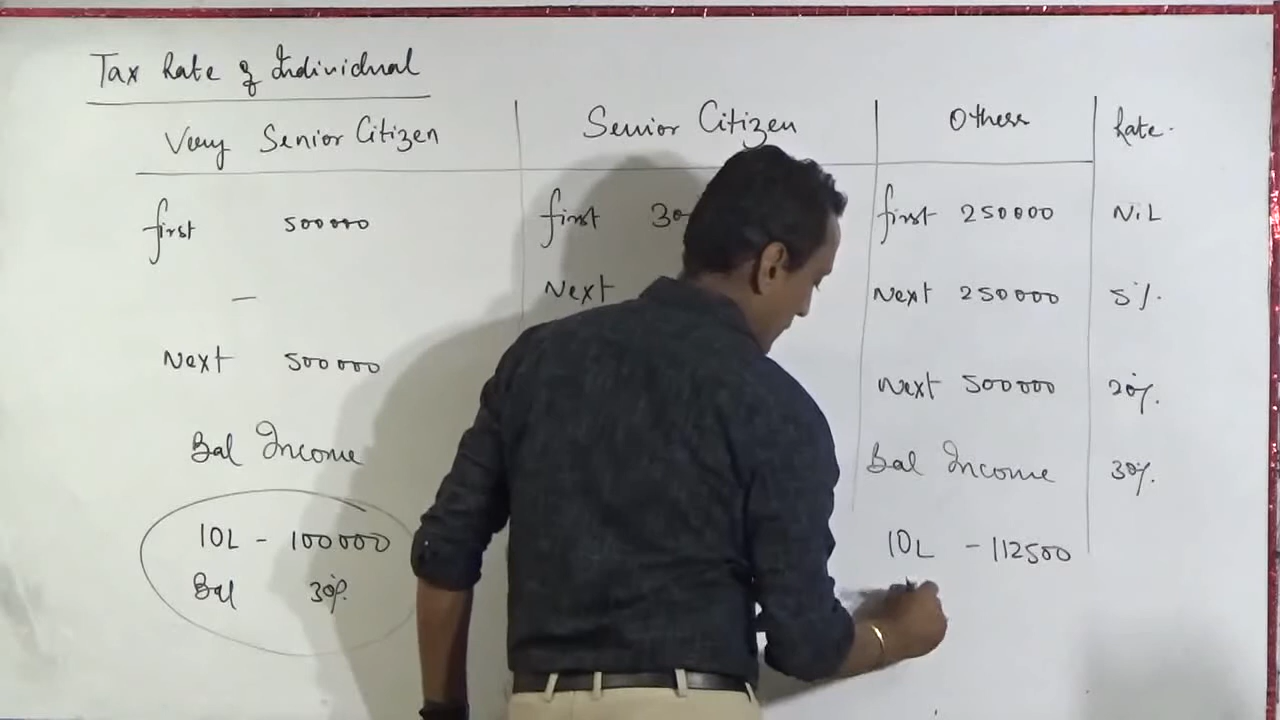 Tax Rate of Individual
Very Senior Citizen Senior Citizen Others Rate.
first 500000 first first 250000 NiL
— Next Next 250000 5%.
Next 500000 Next 500000 20%.
Bal Income Bal Income 30%.
10L - 100000 10L - 112500
Bal 30%.